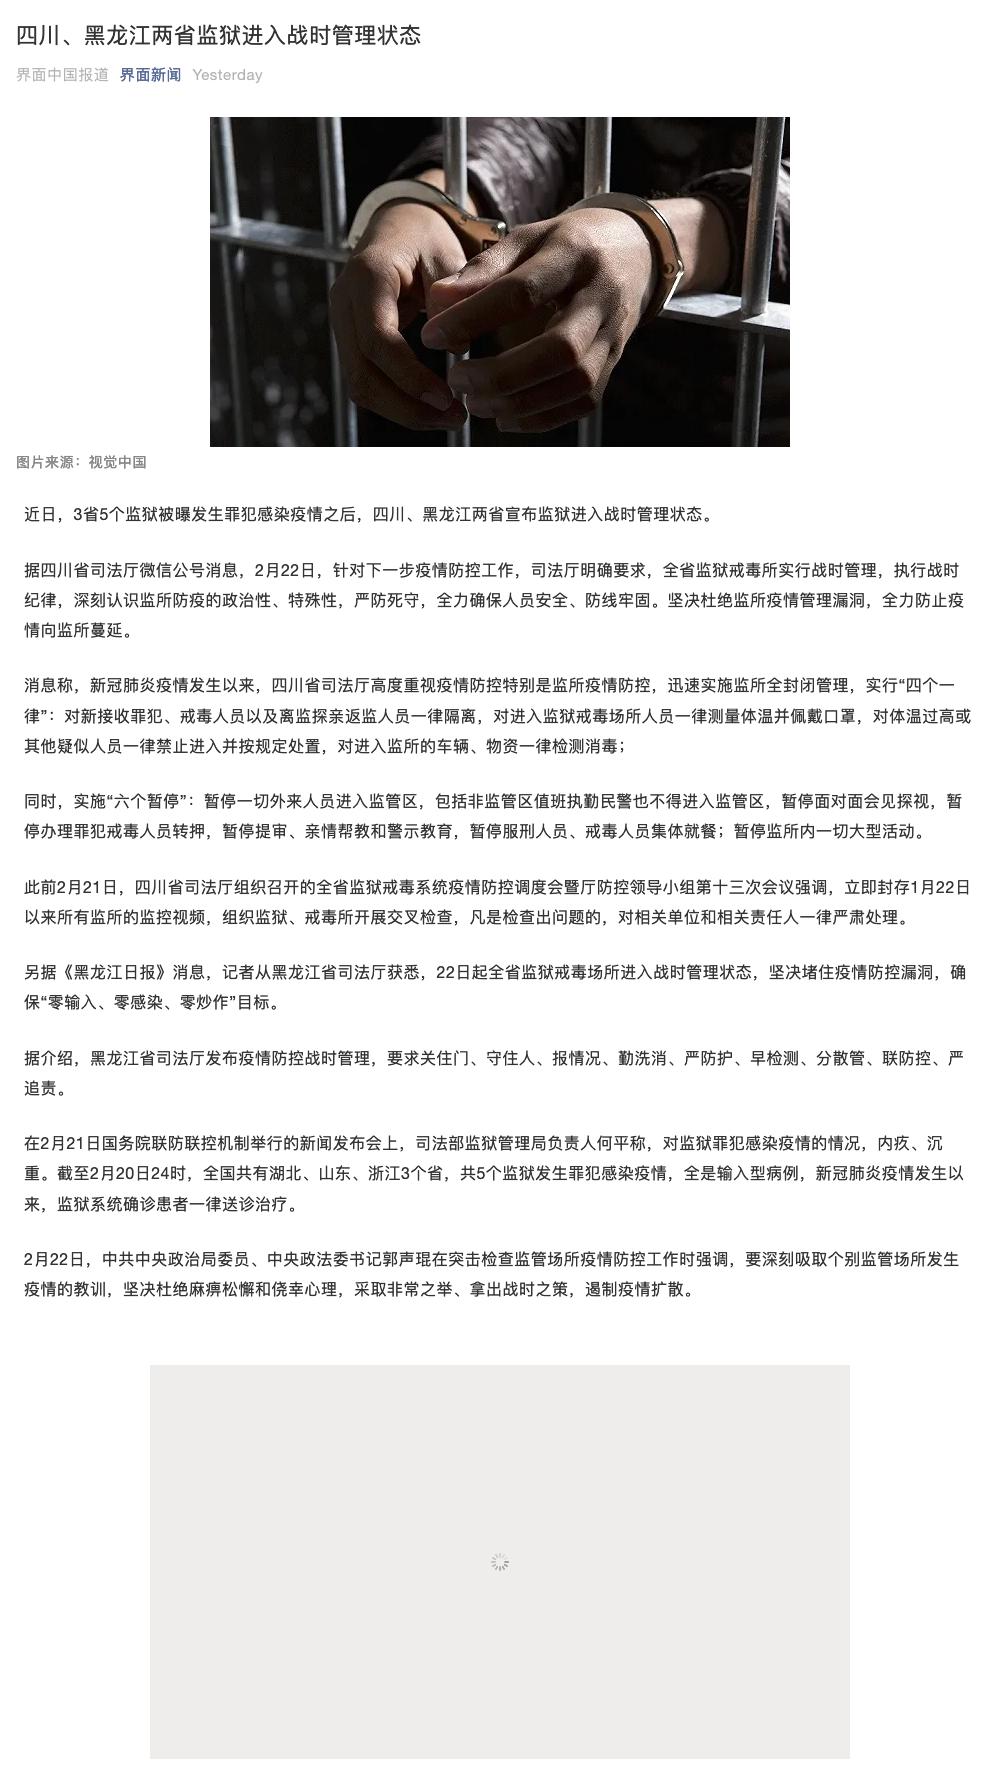 四川、黑龙江两省监狱进入战时管理状态
界面中国报道 界面新闻 Yesterday
图片来源：视觉中国
近日，3省5个监狱被曝发生罪犯感染疫情之后，四川、黑龙江两省宣布监狱进入战时管理状态。
据四川省司法厅微信公号消息，2月22日，针对下一步疫情防控工作，司法厅明确要求，全省监狱戒毒所实行战时管理，执行战时
纪律，深刻认识监所防疫的政治性、特殊性，严防死守，全力确保人员安全、防线牢固。坚决杜绝监所疫情管理漏洞，全力防止疫
情向监所蔓延。
消息称，新冠肺炎疫情发生以来，四川省司法厅高度重视疫情防控特别是监所疫情防控，迅速实施监所全封闭管理，实行“四个一
律”：对新接收罪犯、戒毒人员以及离监探亲返监人员一律隔离，对进入监狱戒毒场所人员一律测量体温并佩戴口罩，对体温过高或
其他疑似人员一律禁止进入并按规定处置，对进入监所的车辆、物资一律检测消毒；
同时，实施“六个暂停”：暂停一切外来人员进入监管区，包括非监管区值班执勤民警也不得进入监管区，暂停面对面会见探视，暂
停办理罪犯戒毒人员转押，暂停提审、亲情帮教和警示教育，暂停服刑人员、戒毒人员集体就餐；暂停监所内一切大型活动。
此前2月21日，四川省司法厅组织召开的全省监狱戒毒系统疫情防控调度会暨厅防控领导小组第十三次会议强调，立即封存1月22日
以来所有监所的监控视频，组织监狱、戒毒所开展交叉检查，凡是检查出问题的，对相关单位和相关责任人一律严肃处理。
另据《黑龙江日报》消息，记者从黑龙江省司法厅获悉，22日起全省监狱戒毒场所进入战时管理状态，坚决堵住疫情防控漏洞，确
保“零输入、零感染、零炒作”目标。
据介绍，黑龙江省司法厅发布疫情防控战时管理，要求关住门、守住人、报情况、勤洗消、严防护、早检测、分散管、联防控、严
追责。
在2月21日国务院联防联控机制举行的新闻发布会上，司法部监狱管理局负责人何平称，对监狱罪犯感染疫情的情况，内疚、沉
重。截至2月20日24时，全国共有湖北、山东、浙江3个省，共5个监狱发生罪犯感染疫情，全是输入型病例，新冠肺炎疫情发生以
来，监狱系统确诊患者一律送诊治疗。
2月22日，中共中央政治局委员、中央政法委书记郭声琨在突击检查监管场所疫情防控工作时强调，要深刻吸取个别监管场所发生
疫情的教训，坚决杜绝麻痹松懈和侥幸心理，采取非常之举、拿出战时之策，遏制疫情扩散。